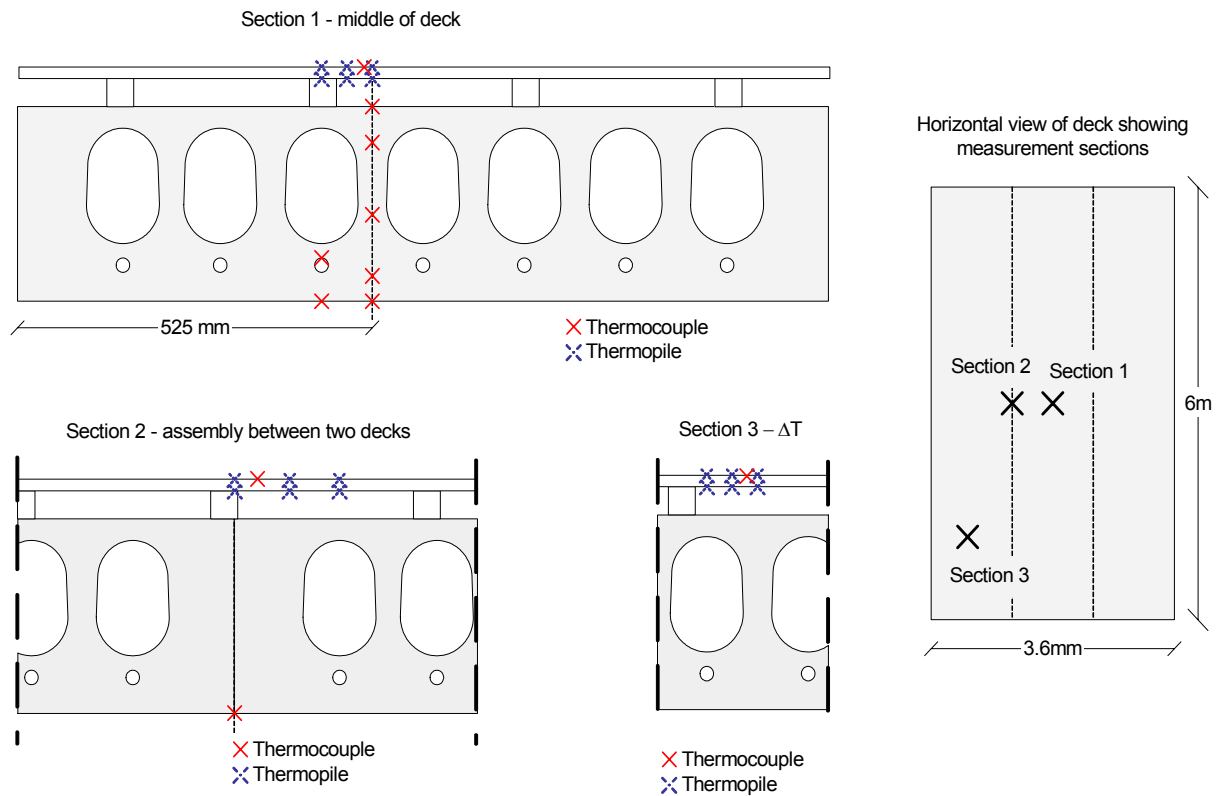 Section 1 - middle of deck
525 mm
Thermocouple
Thermopile
Horizontal view of deck showing
measurement sections
Section 2
Section 1
6m
Section 3
3.6mm
Section 2 - assembly between two decks
Thermocouple
Thermopile
Section 3 – ΔT
Thermocouple
Thermopile